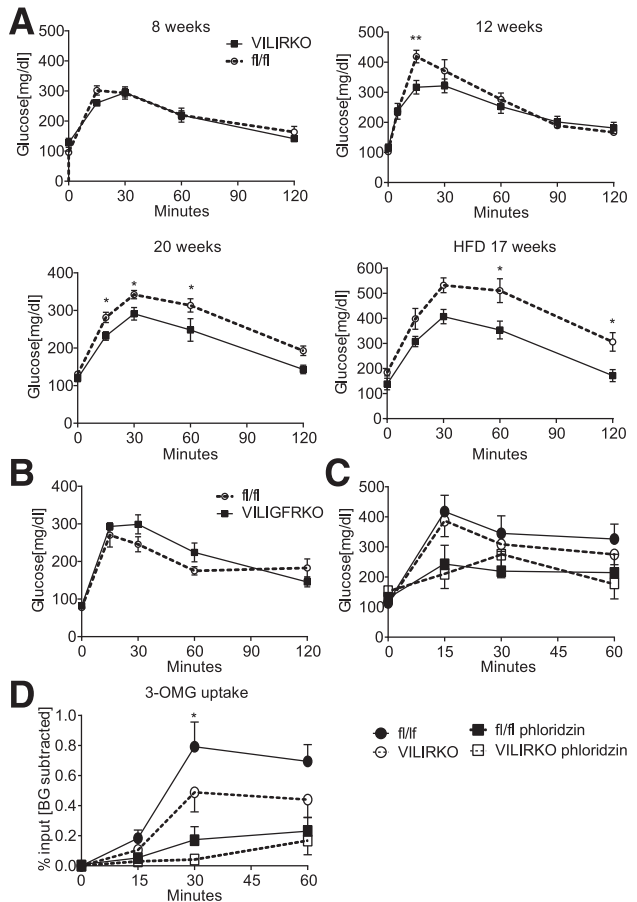 A
8 weeks
Glucose[mg/dl]
500
400
300
200
100
0
VILIRKO
fl/fl
0 30 60 90 120
Minutes
12 weeks
Glucose[mg/dl]
500
400
300
200
100
0
**
0 30 60 90 120
Minutes
20 weeks
Glucose[mg/dl]
400
300
200
100
0
* * *
0 30 60 90 120
Minutes
HFD 17 weeks
Glucose[mg/dl]
600
500
400
300
200
100
0
* *
0 30 60 90 120
Minutes
B
Glucose[mg/dl]
400
300
200
100
0
fl/fl
VILIGFRKO
0 30 60 90 120
Minutes
C
Glucose[mg/dl]
500
400
300
200
100
0
0 15 30 45 60
Minutes
D
3-OMG uptake
% input [BG subtracted]
1.0
0.8
0.6
0.4
0.2
0.0
*
0 15 30 45 60
Minutes
fl/lf
VILIRKO
fl/fl phloridzin
VILIRKO phloridzin